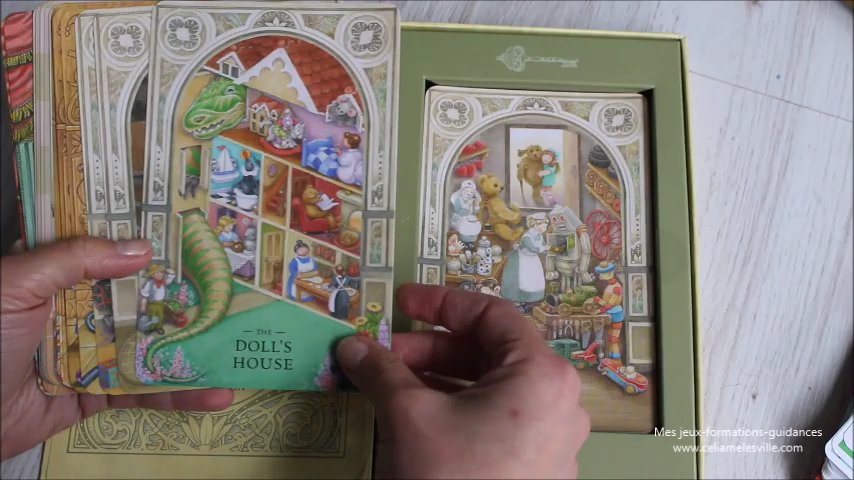 — THE —
DOLL'S
HOUSE
Mes jeux-formations-guidances
www.celiamelesville.com